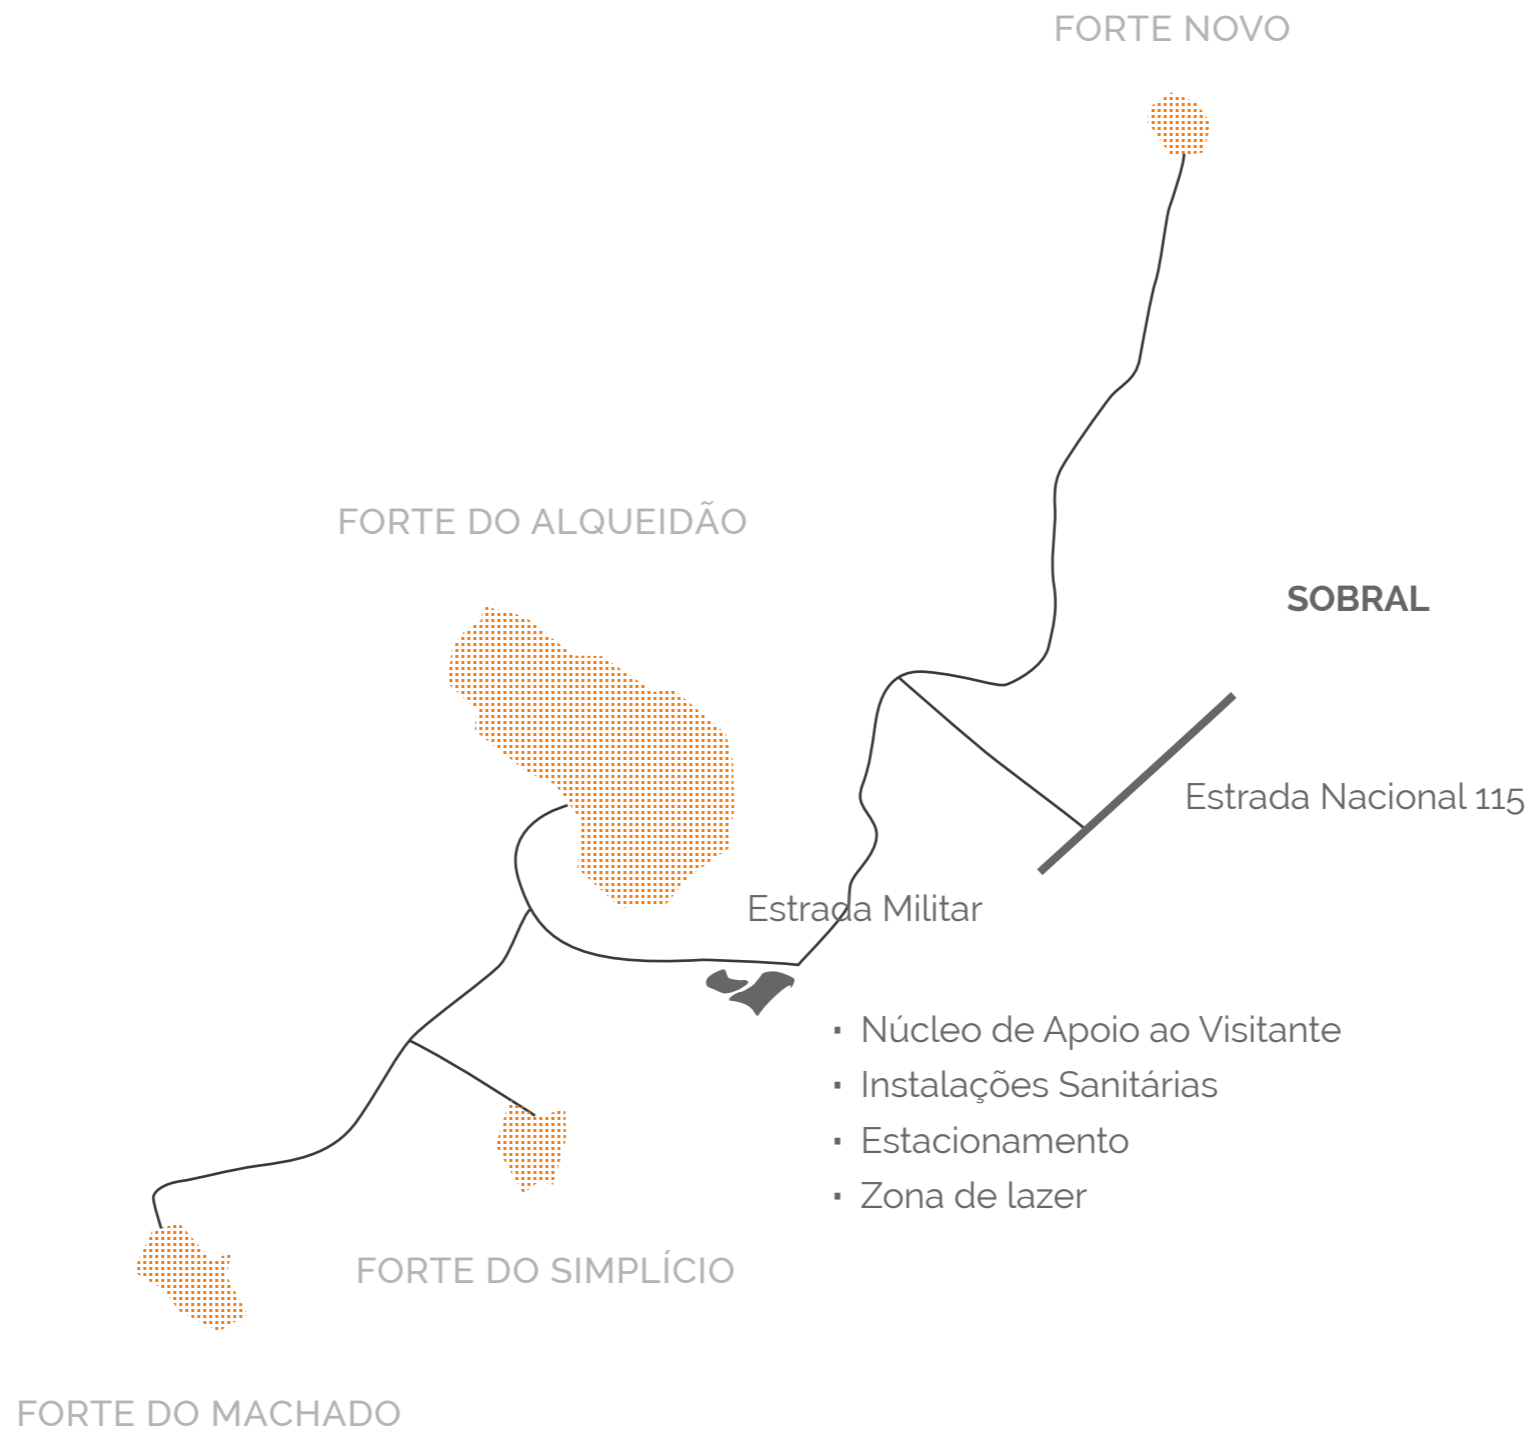 FORTE NOVO
FORTE DO ALQUEIDÃO
SOBRAL
Estrada Nacional 115
Estrada Militar
▪ Núcleo de Apoio ao Visitante
▪ Instalações Sanitárias
▪ Estacionamento
▪ Zona de lazer
FORTE DO SIMPLÍCIO
FORTE DO MACHADO